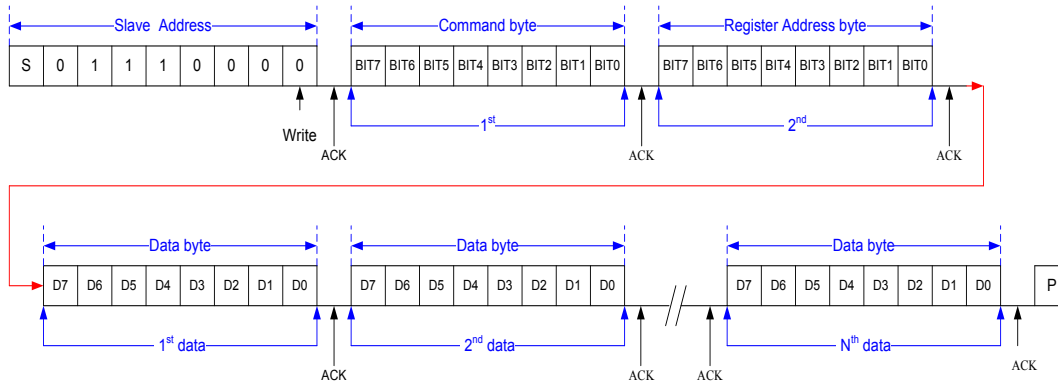 Slave Address Command byte Register Address byte
S 0 1 1 1 0 0 0 0 BIT7 BIT6 BIT5 BIT4 BIT3 BIT2 BIT1 BIT0 BIT7 BIT6 BIT5 BIT4 BIT3 BIT2 BIT1 BIT0
Write ACK 1st ACK 2nd ACK
Data byte Data byte Data byte
D7 D6 D5 D4 D3 D2 D1 D0 D7 D6 D5 D4 D3 D2 D1 D0 D7 D6 D5 D4 D3 D2 D1 D0 P
1st data 2nd data Nth data
ACK ACK ACK ACK